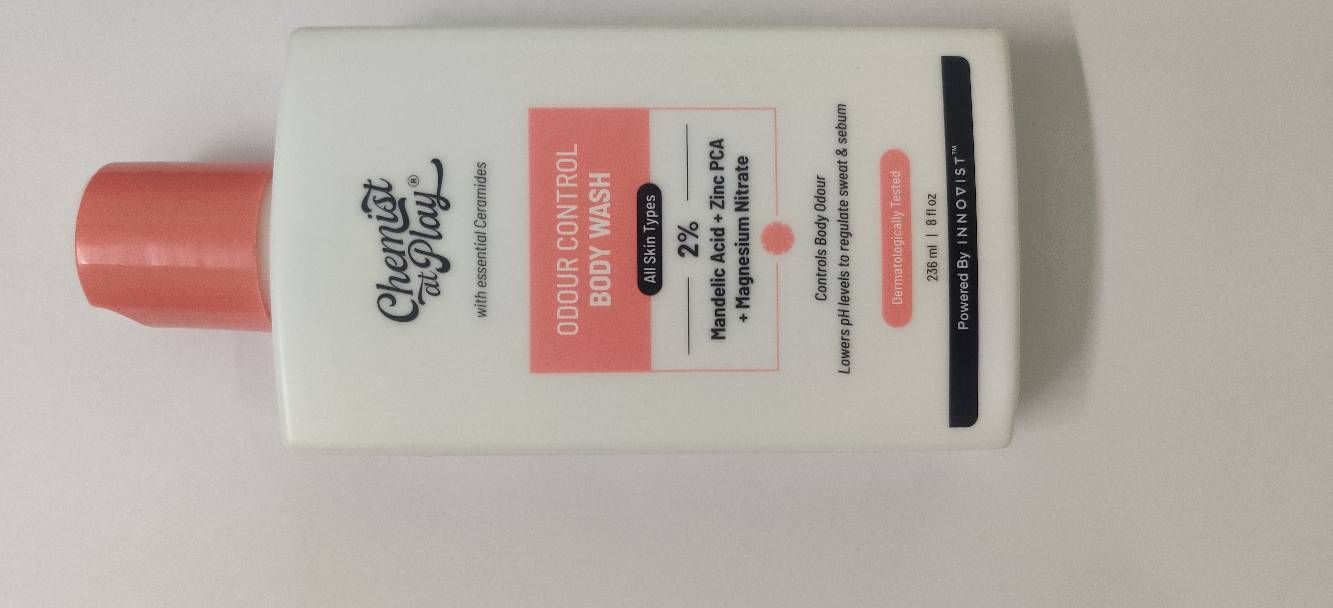 Chemist
at Play®
with essential Ceramides
ODOUR CONTROL
BODY WASH
All Skin Types
2%
Mandelic Acid + Zinc PCA
+ Magnesium Nitrate
Controls Body Odour
Lowers pH levels to regulate sweat & sebum
Dermatologically Tested
236 ml | 8 fl oz
Powered By INNOVIST™